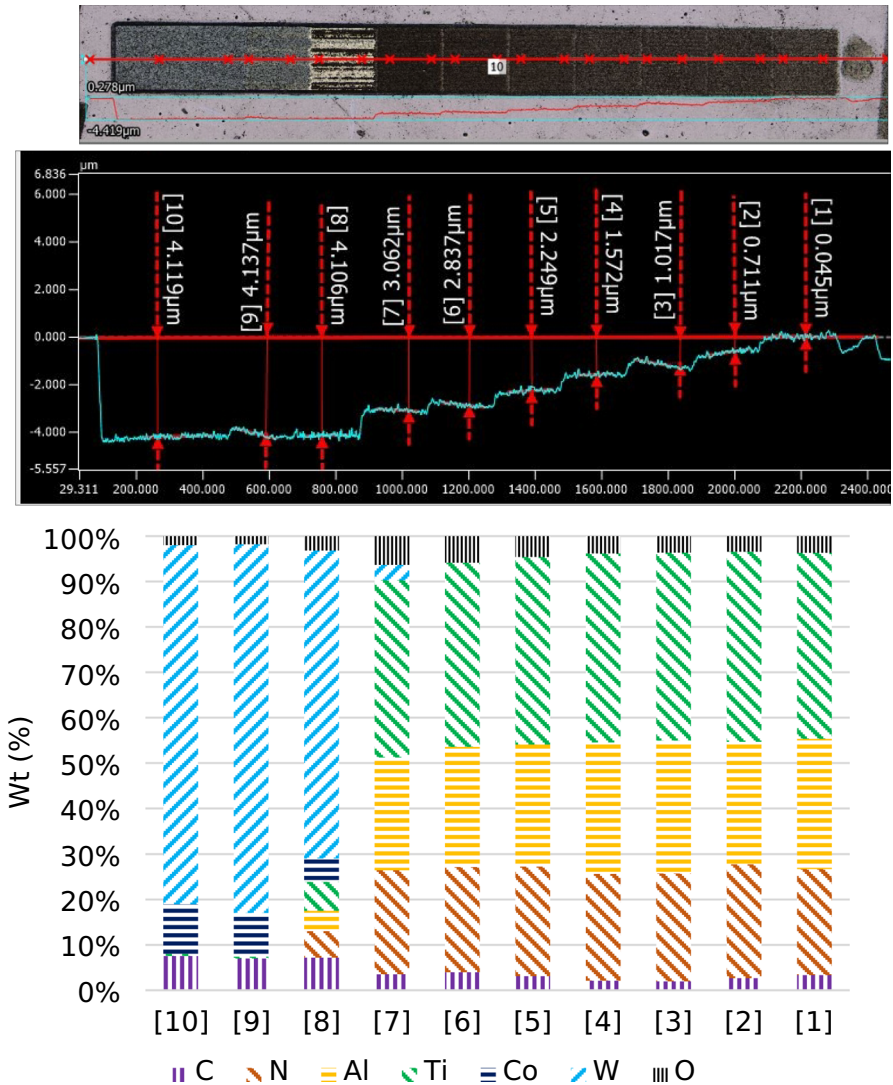 10
0.278µm
-4.419µm
µm
6.836
6.000
4.000
2.000
0.000
-2.000
-4.000
-5.557
[10] 4.119µm
[9] 4.137µm
[8] 4.106µm
[7] 3.062µm
[6] 2.837µm
[5] 2.249µm
[4] 1.572µm
[3] 1.017µm
[2] 0.711µm
[1] 0.045µm
29.311 200.000 400.000 600.000 800.000 1000.000 1200.000 1400.000 1600.000 1800.000 2000.000 2200.000 2400.000
Wt (%)
100%
90%
80%
70%
60%
50%
40%
30%
20%
10%
0%
[10] [9] [8] [7] [6] [5] [4] [3] [2] [1]
C N Al Ti Co W O